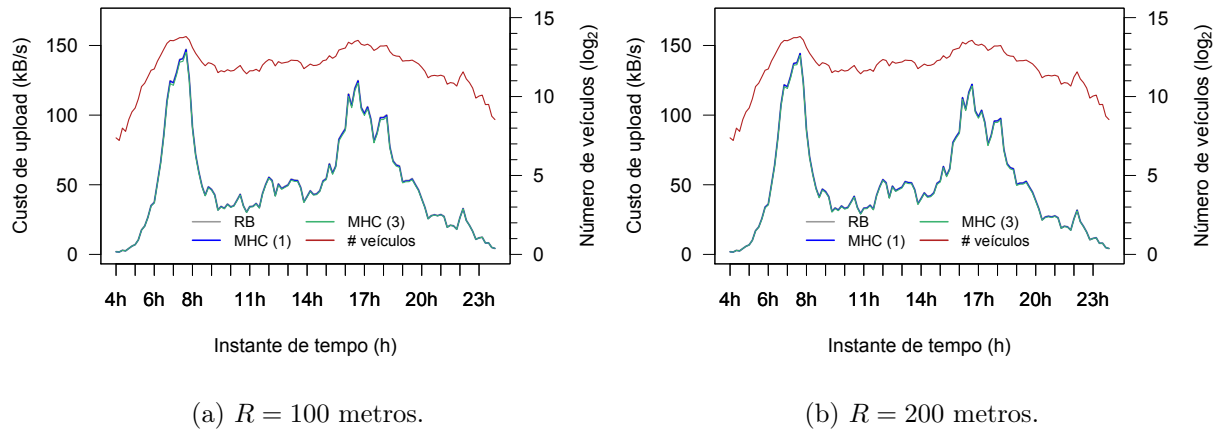 150
100
50
0
Custo de upload (kB/s)
15
10
5
0
Número de veículos (log2)
RB
MHC (1)
MHC (3)
# veículos
4h 6h 8h 11h 14h 17h 20h 23h
Instante de tempo (h)
(a) R = 100 metros.
150
100
50
0
Custo de upload (kB/s)
15
10
5
0
Número de veículos (log2)
RB
MHC (1)
MHC (3)
# veículos
4h 6h 8h 11h 14h 17h 20h 23h
Instante de tempo (h)
(b) R = 200 metros.